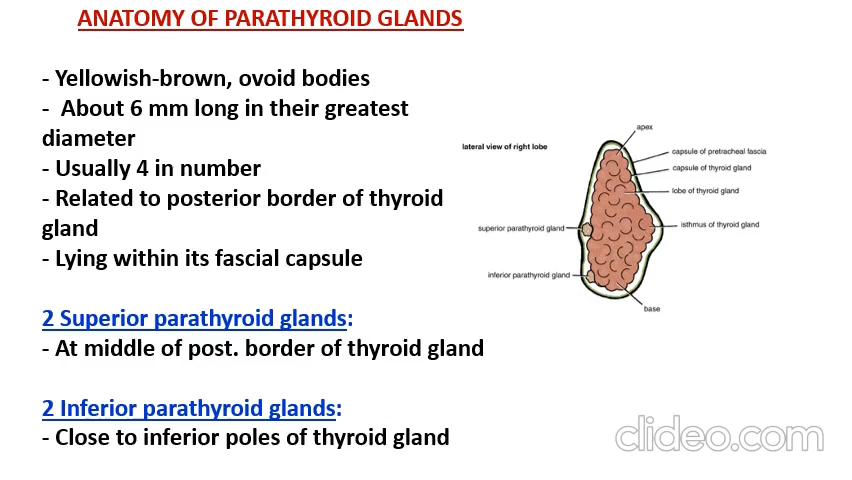 ANATOMY OF PARATHYROID GLANDS
- Yellowish-brown, ovoid bodies
- About 6 mm long in their greatest
diameter
- Usually 4 in number
- Related to posterior border of thyroid
gland
- Lying within its fascial capsule
2 Superior parathyroid glands:
- At middle of post. border of thyroid gland
2 Inferior parathyroid glands:
- Close to inferior poles of thyroid gland
lateral view of right lobe
apex
capsule of pretracheal fascia
capsule of thyroid gland
lobe of thyroid gland
isthmus of thyroid gland
superior parathyroid gland
inferior parathyroid gland
base
clideo.com